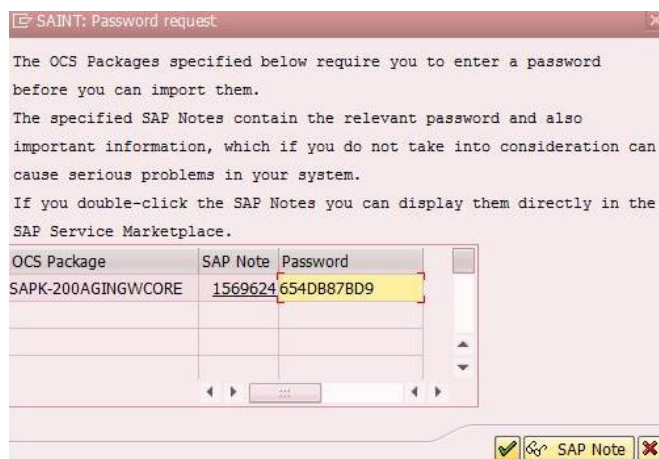 SAINT: Password request
The OCS Packages specified below require you to enter a password
before you can import them.
The specified SAP Notes contain the relevant password and also
important information, which if you do not take into consideration can
cause serious problems in your system.
If you double-click the SAP Notes you can display them directly in the
SAP Service Marketplace.
OCS Package SAP Note Password
SAPK-200AGINGWCORE 1569624 654DB87BD9
SAP Note